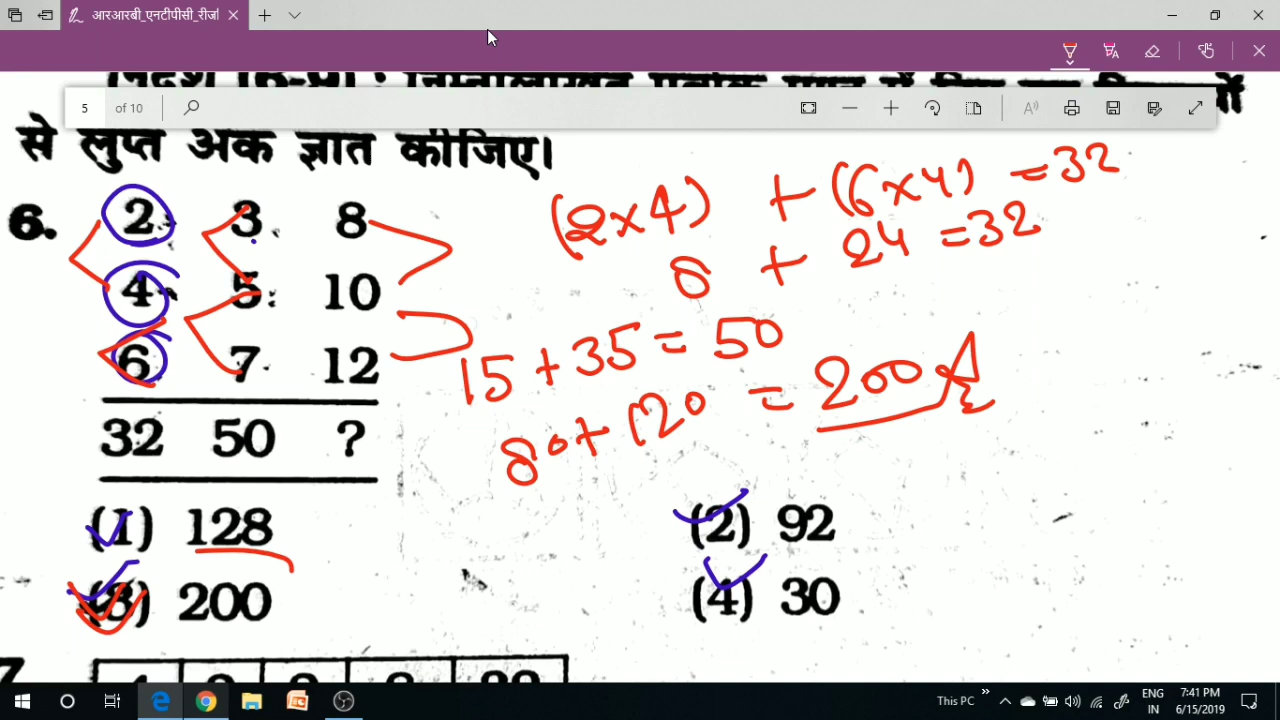 आरआरबी_एनटीपीसी_रीजॉ
5 of 10
से लुप्त अंक ज्ञात कीजिए।
6. 2 3 8
4 5 10
6 7 12
32 50 ?
(2×4) + (6×4) =32
8 + 24 =32
15 + 35 = 50
80+ 120 = 200 A
(1) 128 (2) 92
(3) 200 (4) 30
This PC
ENG
IN
7:41 PM
6/15/2019